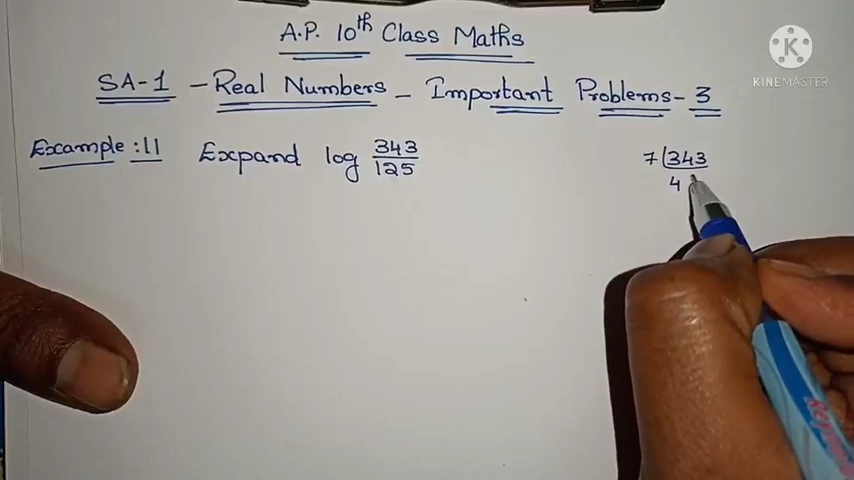 A.P. 10th Class Maths
KINEMASTER
SA-1 - Real Numbers - Important Problems - 3
Example :11 Expand log 343/125
7 | 343
4